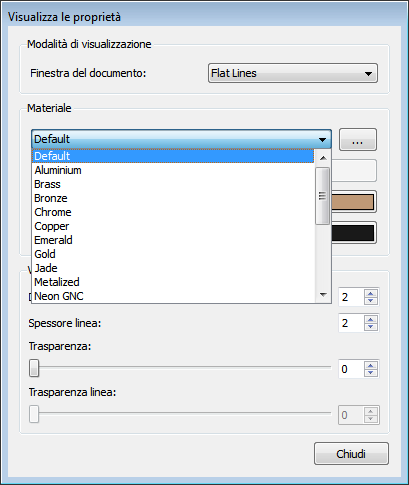 Visualizza le proprietà
Modalità di visualizzazione
Finestra del documento: Flat Lines
Materiale
Default
...
Default
Aluminium
Brass
Bronze
Chrome
Copper
Emerald
Gold
Jade
Metalized
Neon GNC
2
Spessore linea: 2
Trasparenza:
0
Trasparenza linea:
0
Chiudi